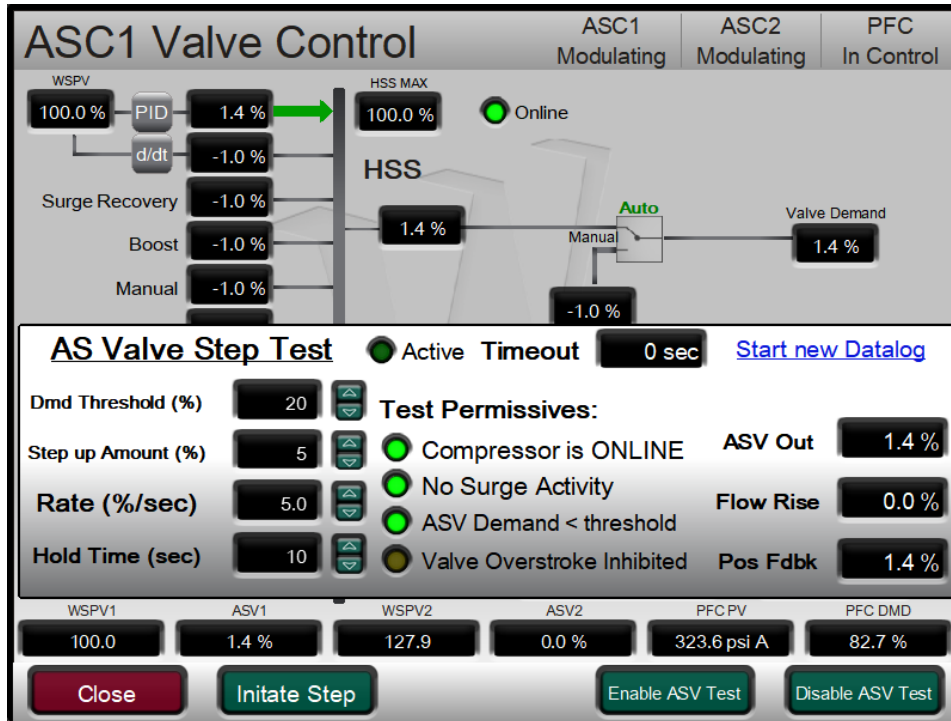 ASC1 Valve Control
ASC1 Modulating
ASC2 Modulating
PFC In Control
WSPV
100.0 %
PID
1.4 %
HSS MAX
100.0 %
Online
d/dt
-1.0 %
HSS
Surge Recovery
-1.0 %
1.4 %
Auto
Manual
Valve Demand
1.4 %
Boost
-1.0 %
Manual
-1.0 %
-1.0 %
AS Valve Step Test
Active
Timeout
0 sec
Start new Datalog
Dmd Threshold (%)
20
Step up Amount (%)
5
Rate (%/sec)
5.0
Hold Time (sec)
10
Test Permissives:
Compressor is ONLINE
No Surge Activity
ASV Demand < threshold
Valve Overstroke Inhibited
ASV Out
1.4 %
Flow Rise
0.0 %
Pos Fdbk
1.4 %
WSPV1
100.0
ASV1
1.4 %
WSPV2
127.9
ASV2
0.0 %
PFC PV
323.6 psi A
PFC DMD
82.7 %
Close
Initate Step
Enable ASV Test
Disable ASV Test